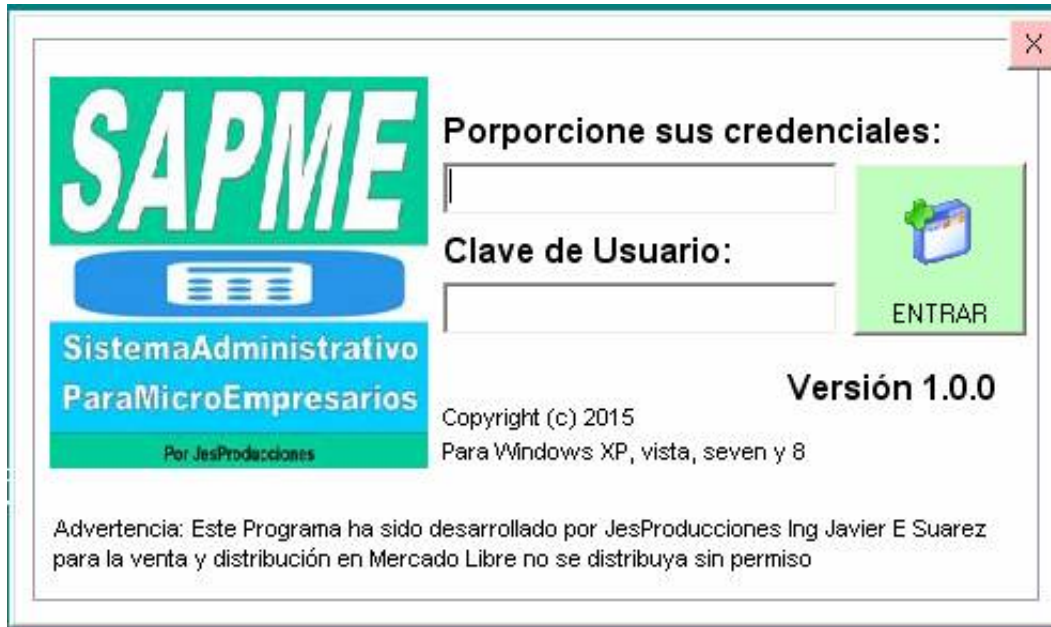 X
SAPME
SistemaAdministrativo
ParaMicroEmpresarios
Por JesProducciones
Porporcione sus credenciales:
Clave de Usuario:
ENTRAR
Versión 1.0.0
Copyright (c) 2015
Para Windows XP, vista, seven y 8
Advertencia: Este Programa ha sido desarrollado por JesProducciones Ing Javier E Suarez
para la venta y distribución en Mercado Libre no se distribuya sin permiso